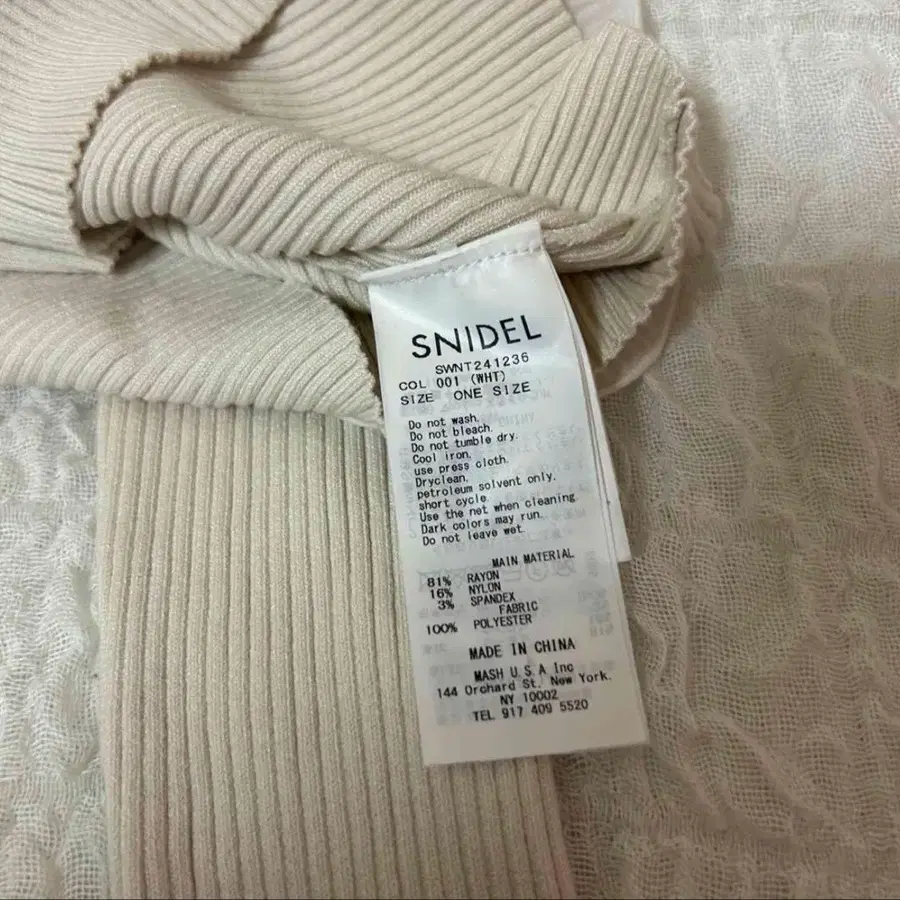 SNIDEL
SWNT241236
COL 001 (WHT)
SIZE ONE SIZE
Do not wash.
Do not bleach.
Do not tumble dry.
Cool iron.
use press cloth.
Dryclean.
petroleum solvent only.
short cycle.
Use the net when cleaning
Dark colors may run.
Do not leave wet.
MAIN MATERIAL
81% RAYON
16% NYLON
3% SPANDEX
FABRIC
100% POLYESTER
MADE IN CHINA
MASH U.S.A Inc
144 Orchard St, New York.
NY 10002
TEL 917 409 5520